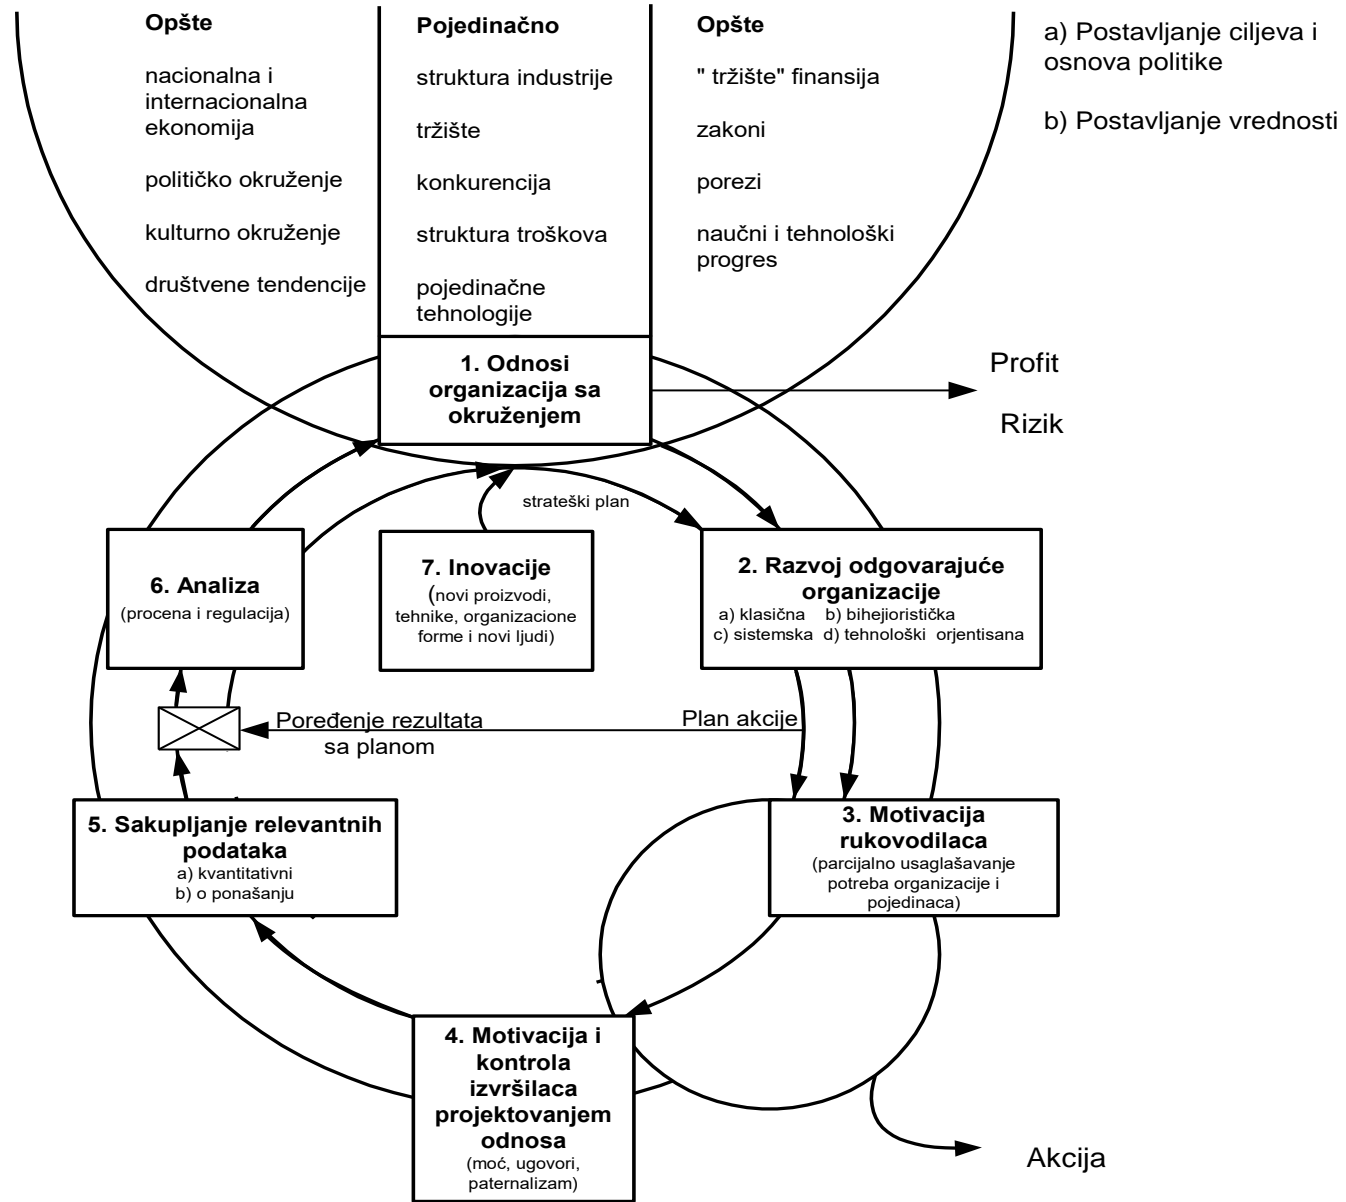 Opšte
nacionalna i
internacionalna
ekonomija
političko okruženje
kulturno okruženje
društvene tendencije
Pojedinačno
struktura industrije
tržište
konkurencija
struktura troškova
pojedinačne
tehnologije
Opšte
" tržište" finansija
zakoni
porezi
naučni i tehnološki
progres
a) Postavljanje ciljeva i
osnova politike
b) Postavljanje vrednosti
1. Odnosi
organizacija sa
okruženjem
Profit
Rizik
strateški plan
6. Analiza
(procena i regulacija)
7. Inovacije
(novi proizvodi,
tehnike, organizacione
forme i novi ljudi)
2. Razvoj odgovarajuće
organizacije
a) klasična b) bihejioristička
c) sistemska d) tehnološki orjentisana
Poređenje rezultata
sa planom
Plan akcije
5. Sakupljanje relevantnih
podataka
a) kvantitativni
b) o ponašanju
3. Motivacija
rukovodilaca
(parcijalno usaglašavanje
potreba organizacije i
pojedinaca)
4. Motivacija i
kontrola
izvršilaca
projektovanjem
odnosa
(moć, ugovori,
paternalizam)
Akcija